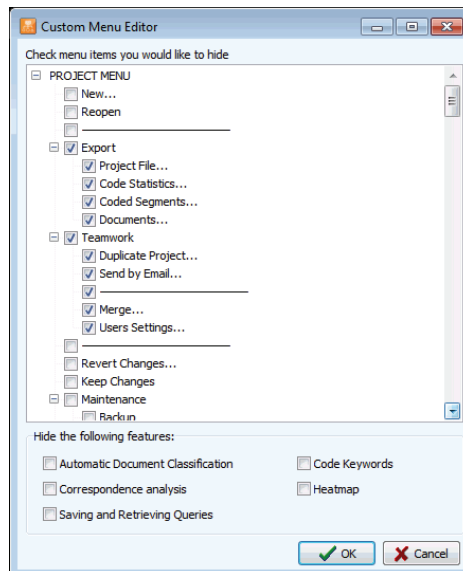 Custom Menu Editor
Check menu items you would like to hide
PROJECT MENU
New...
Reopen
Export
Project File...
Code Statistics...
Coded Segments...
Documents...
Teamwork
Duplicate Project...
Send by Email...
Merge...
Users Settings...
Revert Changes...
Keep Changes
Maintenance
Backup
Hide the following features:
Automatic Document Classification
Code Keywords
Correspondence analysis
Heatmap
Saving and Retrieving Queries
OK
Cancel